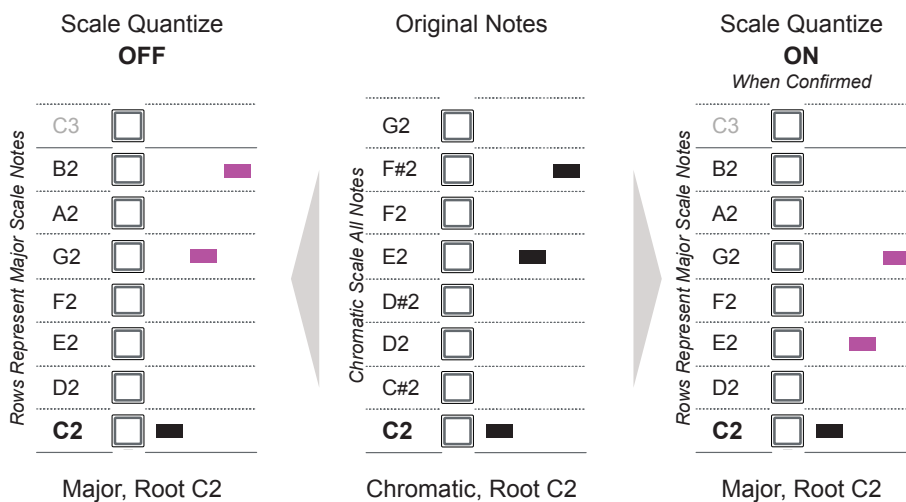 Scale Quantize
OFF
Rows Represent Major Scale Notes
C3
B2
A2
G2
F2
E2
D2
C2
Major, Root C2
Original Notes
Chromatic Scale All Notes
G2
F#2
F2
E2
D#2
D2
C#2
C2
Chromatic, Root C2
Scale Quantize
ON
When Confirmed
Rows Represent Major Scale Notes
C3
B2
A2
G2
F2
E2
D2
C2
Major, Root C2